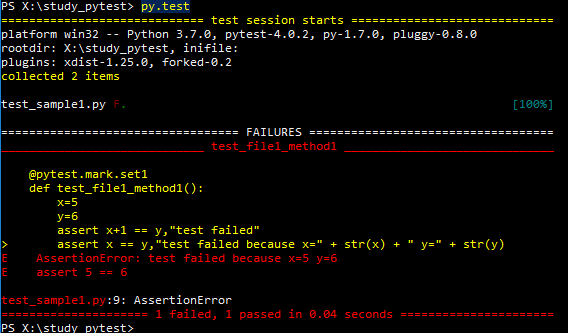 PS X:\study_pytest> py.test
============================= test session starts =============================
platform win32 -- Python 3.7.0, pytest-4.0.2, py-1.7.0, pluggy-0.8.0
rootdir: X:\study_pytest, inifile:
plugins: xdist-1.25.0, forked-0.2
collected 2 items
test_sample1.py F. [100%]
================================== FAILURES ===================================
_____________________________ test_file1_method1 ______________________________
@pytest.mark.set1
def test_file1_method1():
x=5
y=6
assert x+1 == y,"test failed"
> assert x == y,"test failed because x=" + str(x) + " y=" + str(y)
E AssertionError: test failed because x=5 y=6
E assert 5 == 6
test_sample1.py:9: AssertionError
===================== 1 failed, 1 passed in 0.04 seconds ======================
PS X:\study_pytest>